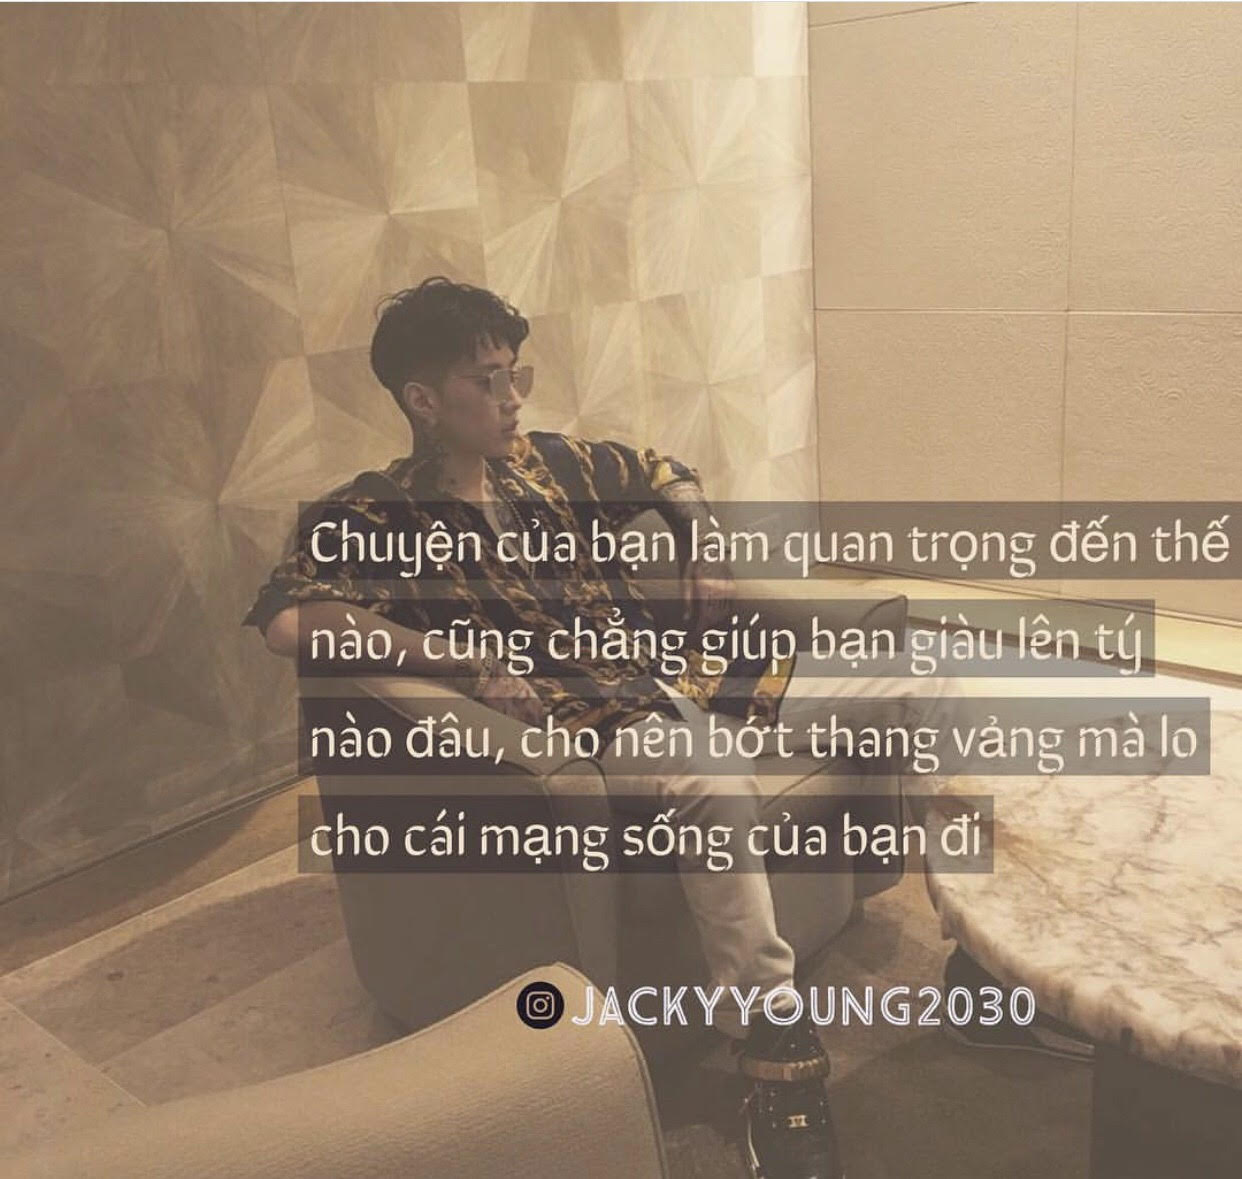 Chuyện của bạn làm quan trọng đến thế
nào, cũng chẳng giúp bạn giàu lên tý
nào đâu, cho nên bớt thang vảng mà lo
cho cái mạng sống của bạn đi
JACKYYOUNG2030